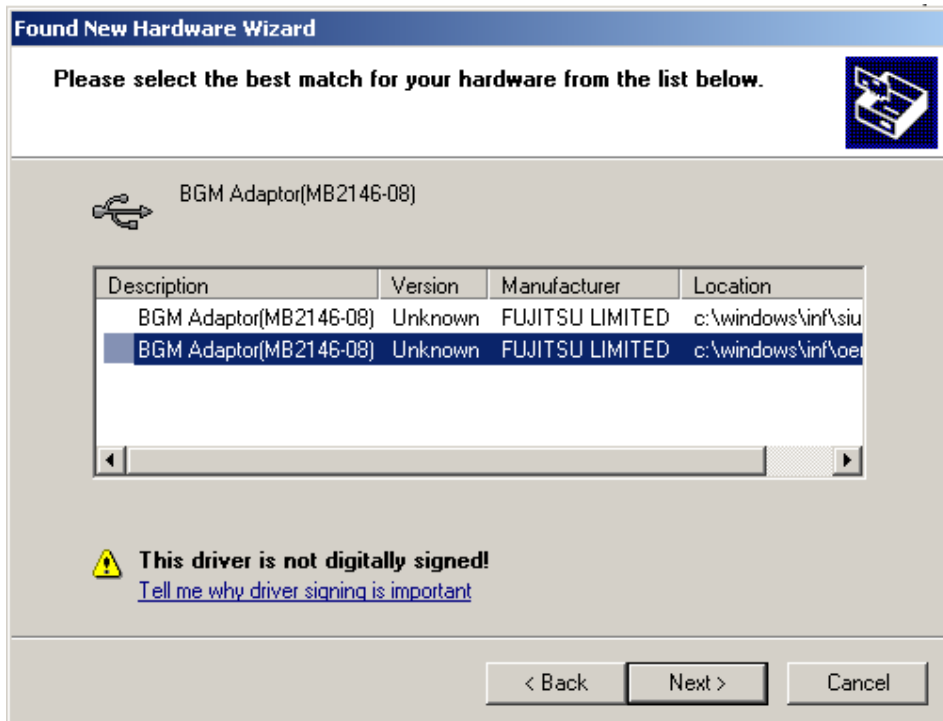 Found New Hardware Wizard
Please select the best match for your hardware from the list below.
BGM Adaptor(MB2146-08)
Description Version Manufacturer Location
BGM Adaptor(MB2146-08) Unknown FUJITSU LIMITED c:\windows\inf\siu
BGM Adaptor(MB2146-08) Unknown FUJITSU LIMITED c:\windows\inf\oe
This driver is not digitally signed!
Tell me why driver signing is important
< Back Next > Cancel